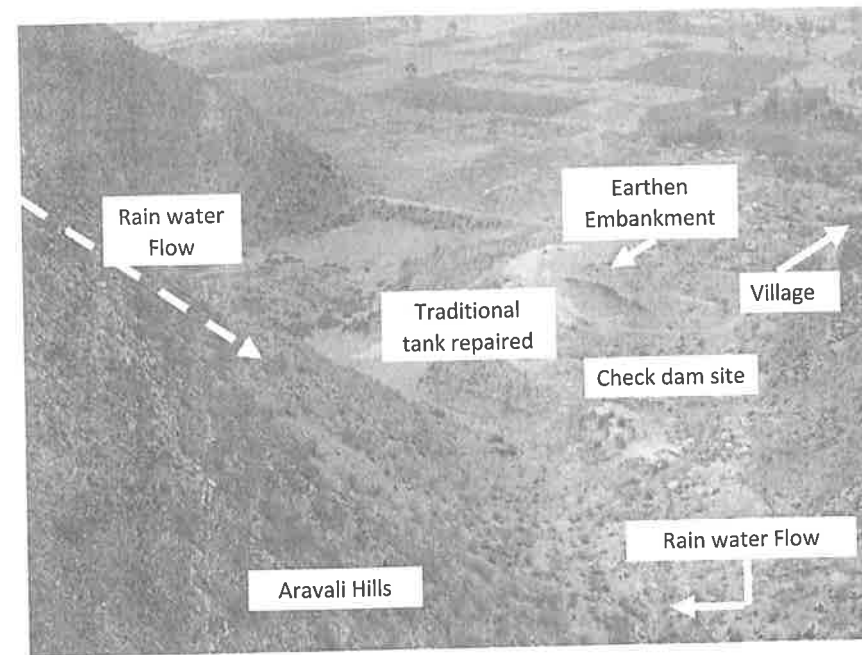 Rain water
Flow
Earthen
Embankment
Village
Traditional
tank repaired
Check dam site
Rain water Flow
Aravali Hills